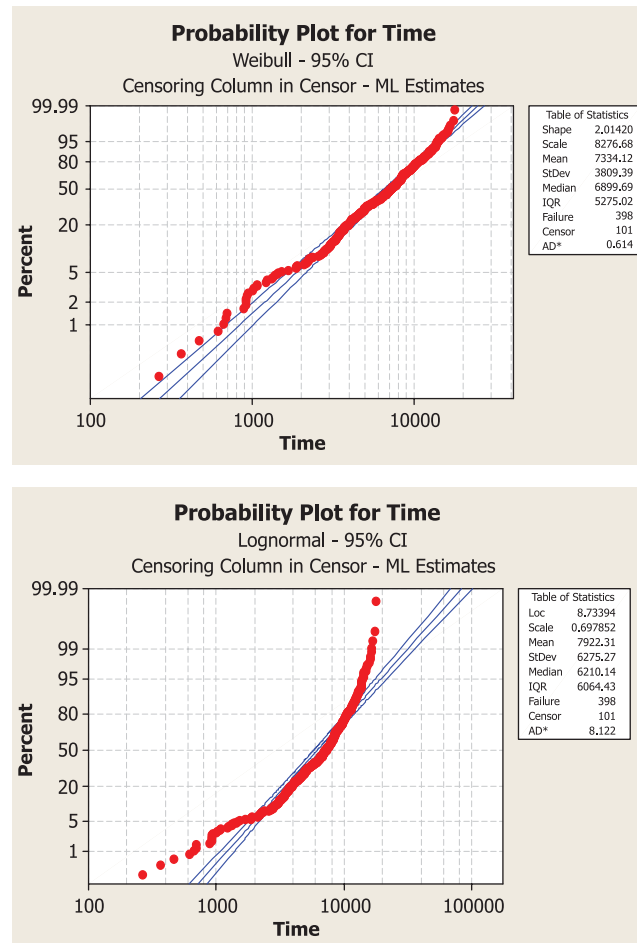 Probability Plot for Time
Weibull - 95% CI
Censoring Column in Censor - ML Estimates
Percent
99.99
95
80
50
20
5
2
1
100 1000 10000
Time
Table of Statistics
Shape 2.01420
Scale 8276.68
Mean 7334.12
StDev 3809.39
Median 6899.69
IQR 5275.02
Failure 398
Censor 101
AD* 0.614
Probability Plot for Time
Lognormal - 95% CI
Censoring Column in Censor - ML Estimates
Percent
99.99
99
95
80
50
20
5
1
100 1000 10000 100000
Time
Table of Statistics
Loc 8.73394
Scale 0.697852
Mean 7922.31
StDev 6275.27
Median 6210.14
IQR 6064.43
Failure 398
Censor 101
AD* 8.122